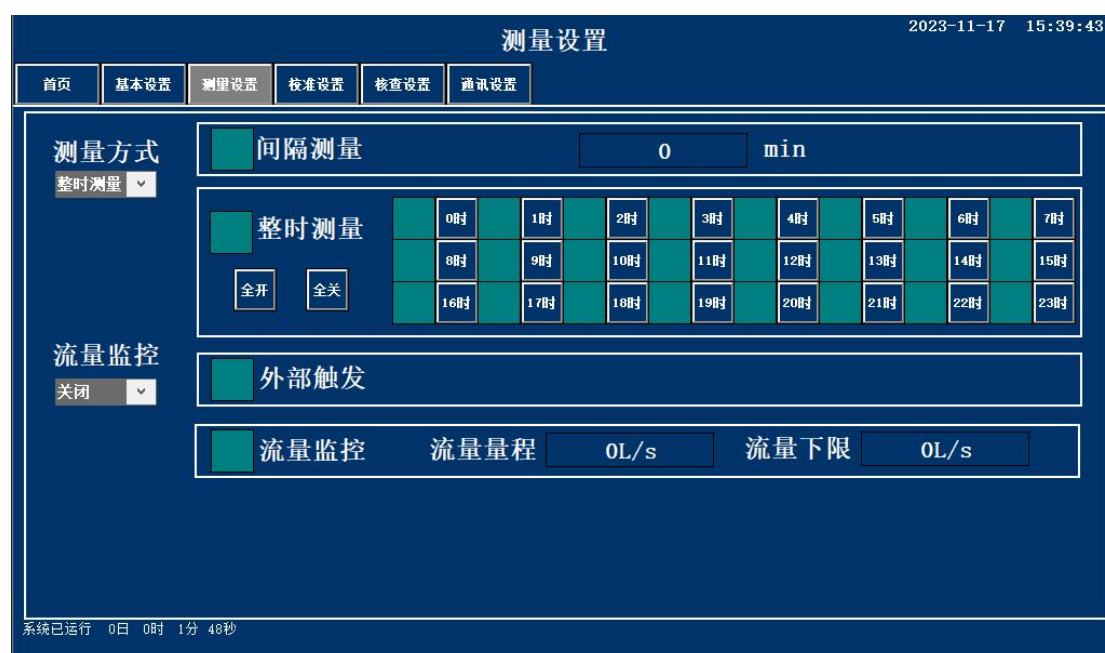 测量设置
2023-11-17 15:39:43
首页 基本设置 测量设置 校准设置 核查设置 通讯设置
测量方式
整时测量
间隔测量 0 min
整时测量
全开 全关
0时 1时 2时 3时 4时 5时 6时 7时
8时 9时 10时 11时 12时 13时 14时 15时
16时 17时 18时 19时 20时 21时 22时 23时
流量监控
关闭
外部触发
流量监控 流量量程 0L/s 流量下限 0L/s
系统已运行 0日 0时 1分 48秒